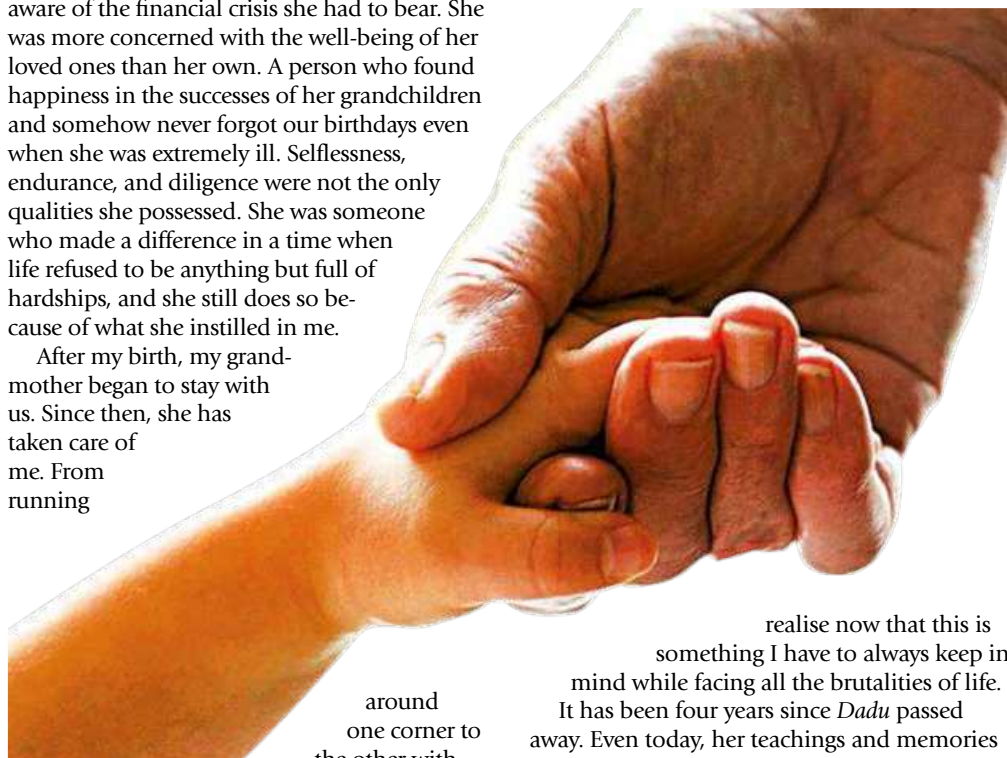 aware of the financial crisis she had to bear. She
was more concerned with the well-being of her
loved ones than her own. A person who found
happiness in the successes of her grandchildren
and somehow never forgot our birthdays even
when she was extremely ill. Selflessness,
endurance, and diligence were not the only
qualities she possessed. She was someone
who made a difference in a time when
life refused to be anything but full of
hardships, and she still does so be-
cause of what she instilled in me.
After my birth, my grand-
mother began to stay with
us. Since then, she has
taken care of
me. From
running
around
one corner to
the other with
realise now that this is
something I have to always keep in
mind while facing all the brutalities of life.
It has been four years since Dadu passed
away. Even today, her teachings and memories